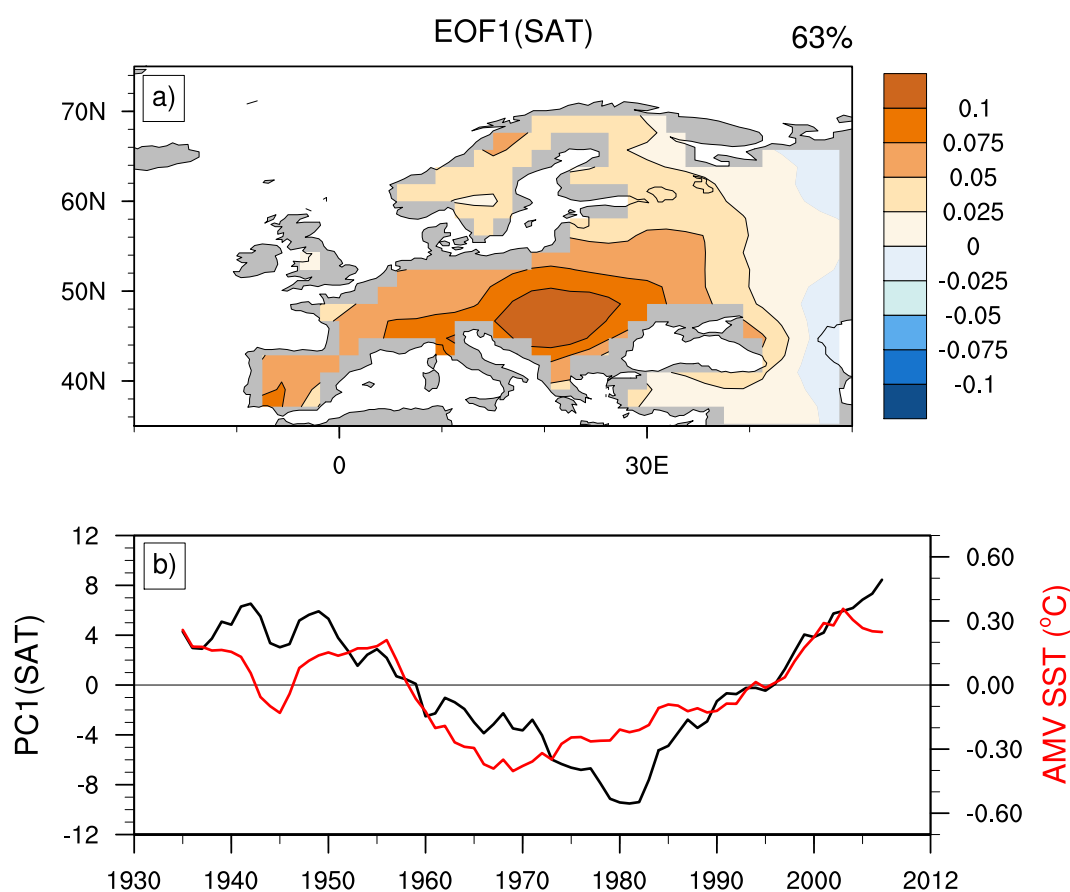 EOF1(SAT) 63%
a)
70N
60N
50N
40N
0 30E
0.1
0.075
0.05
0.025
0
-0.025
-0.05
-0.075
-0.1
b)
PC1(SAT)
12
8
4
0
-4
-8
-12
0.60
0.30
0.00
-0.30
-0.60
AMV SST (°C)
1930 1940 1950 1960 1970 1980 1990 2000 2012